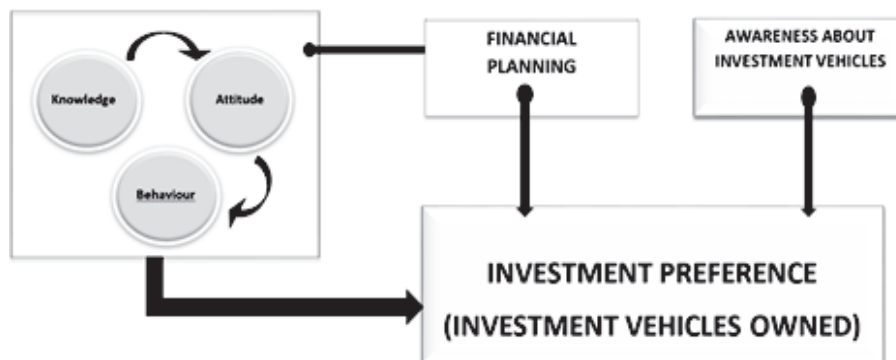 Knowledge
Attitude
Behaviour
FINANCIAL
PLANNING
AWARENESS ABOUT
INVESTMENT VEHICLES
INVESTMENT PREFERENCE
(INVESTMENT VEHICLES OWNED)